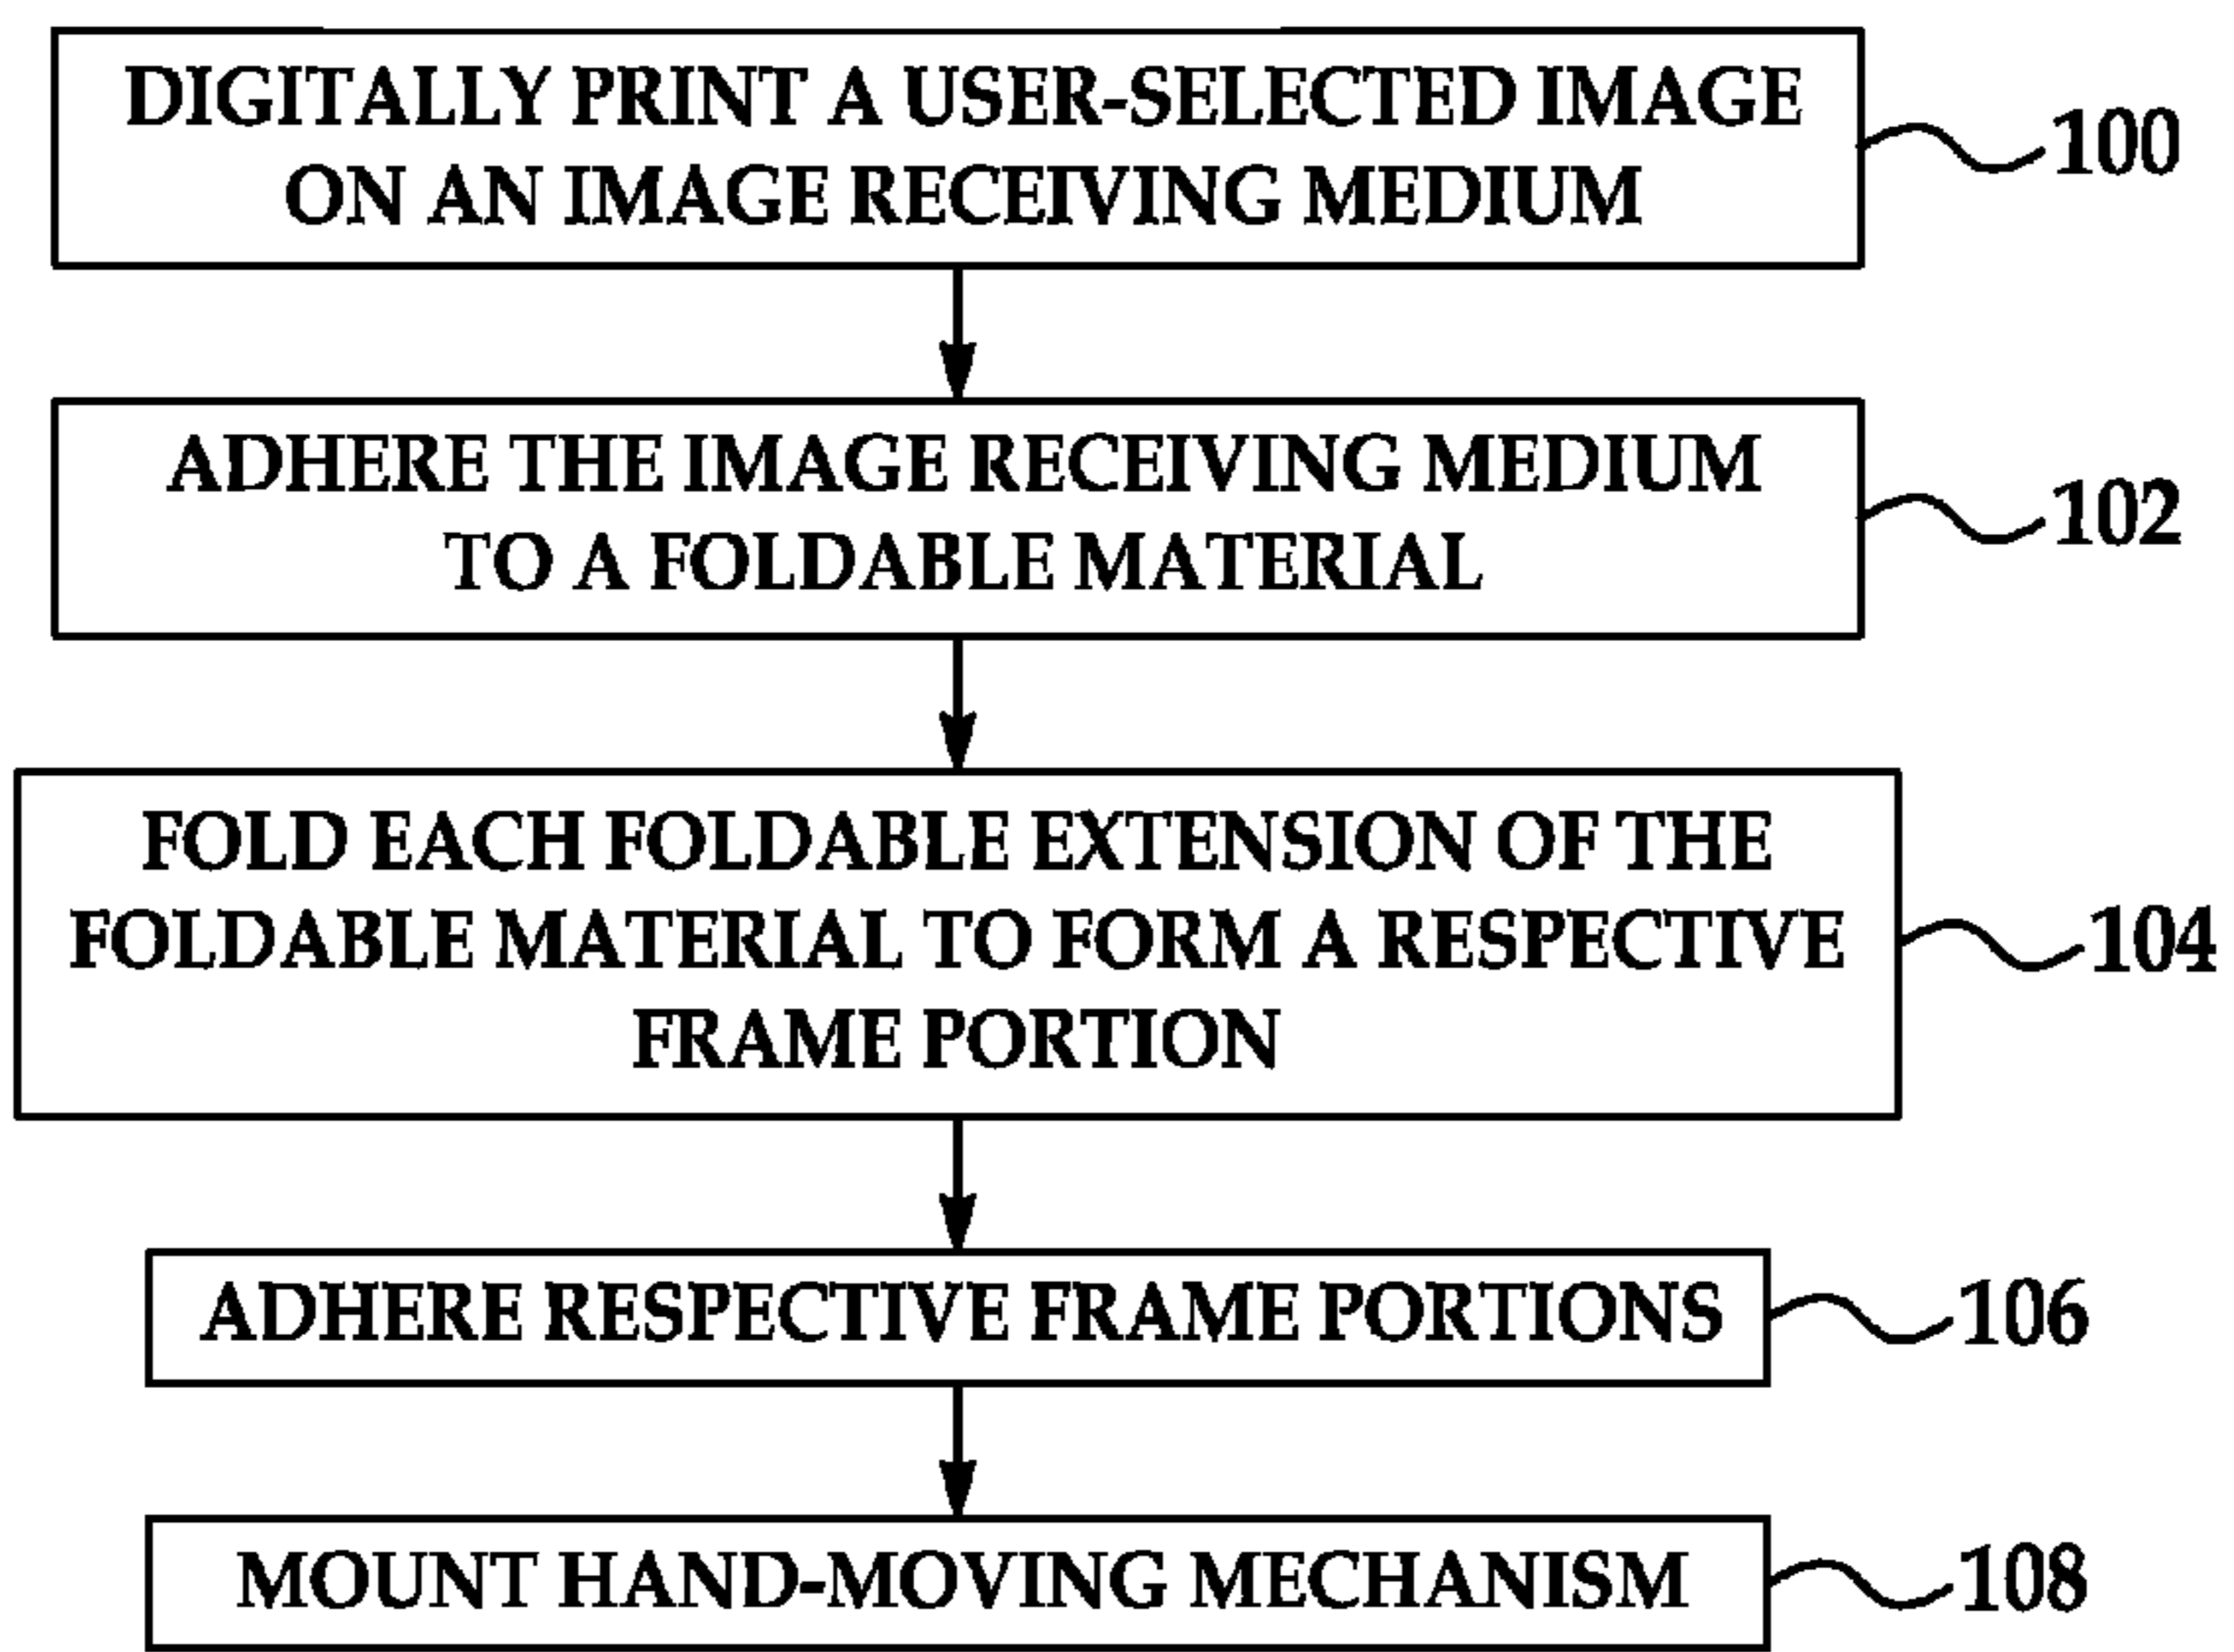 DIGITALLY PRINT A USER-SELECTED IMAGE
ON AN IMAGE RECEIVING MEDIUM
100
ADHERE THE IMAGE RECEIVING MEDIUM
TO A FOLDABLE MATERIAL
102
FOLD EACH FOLDABLE EXTENSION OF THE
FOLDABLE MATERIAL TO FORM A RESPECTIVE
FRAME PORTION
104
ADHERE RESPECTIVE FRAME PORTIONS
106
MOUNT HAND-MOVING MECHANISM
108